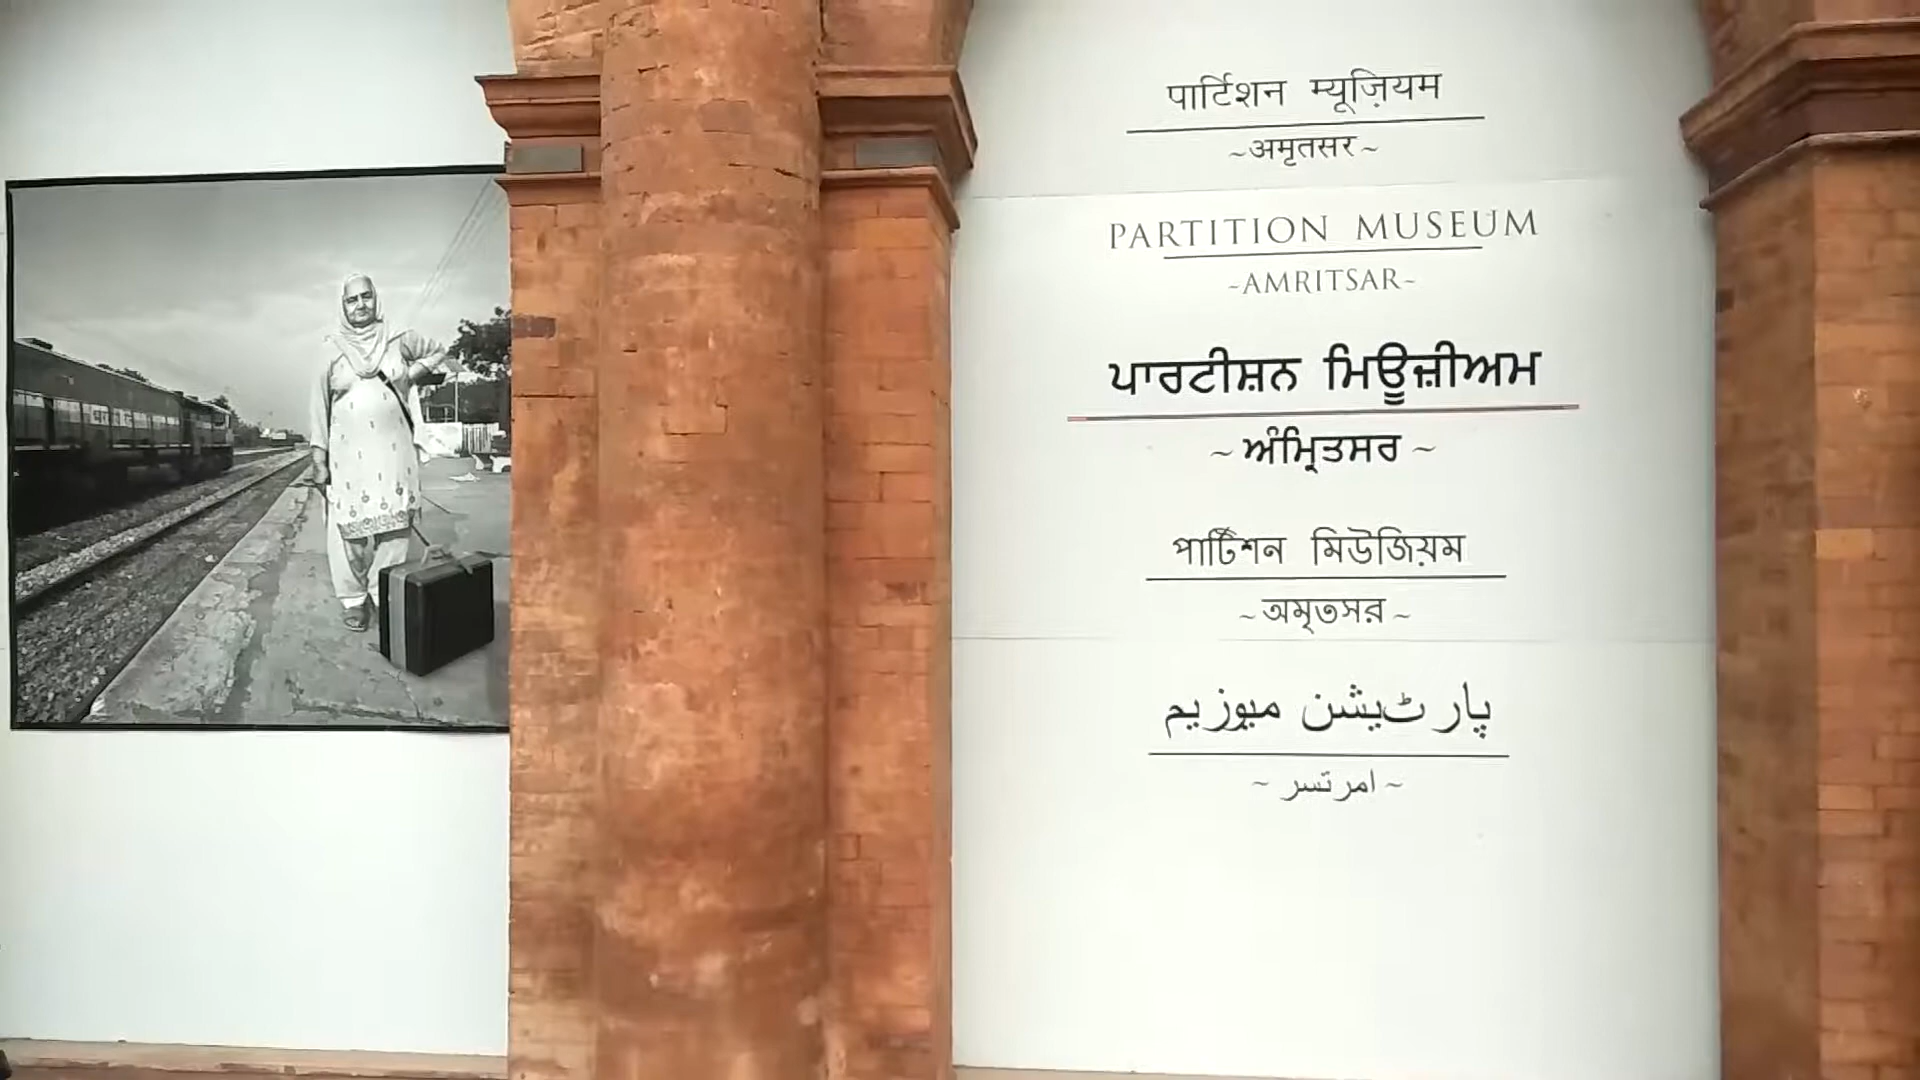 पार्टिशन म्यूज़ियम
~अमृतसर~
PARTITION MUSEUM
~AMRITSAR~
ਪਾਰਟੀਸ਼ਨ ਮਿਊਜ਼ੀਅਮ
~ ਅੰਮ੍ਰਿਤਸਰ ~
পার্টিশন মিউজিয়ম
~অমৃতসর~
پارٹیشن میوزیم
~ امرتسر ~